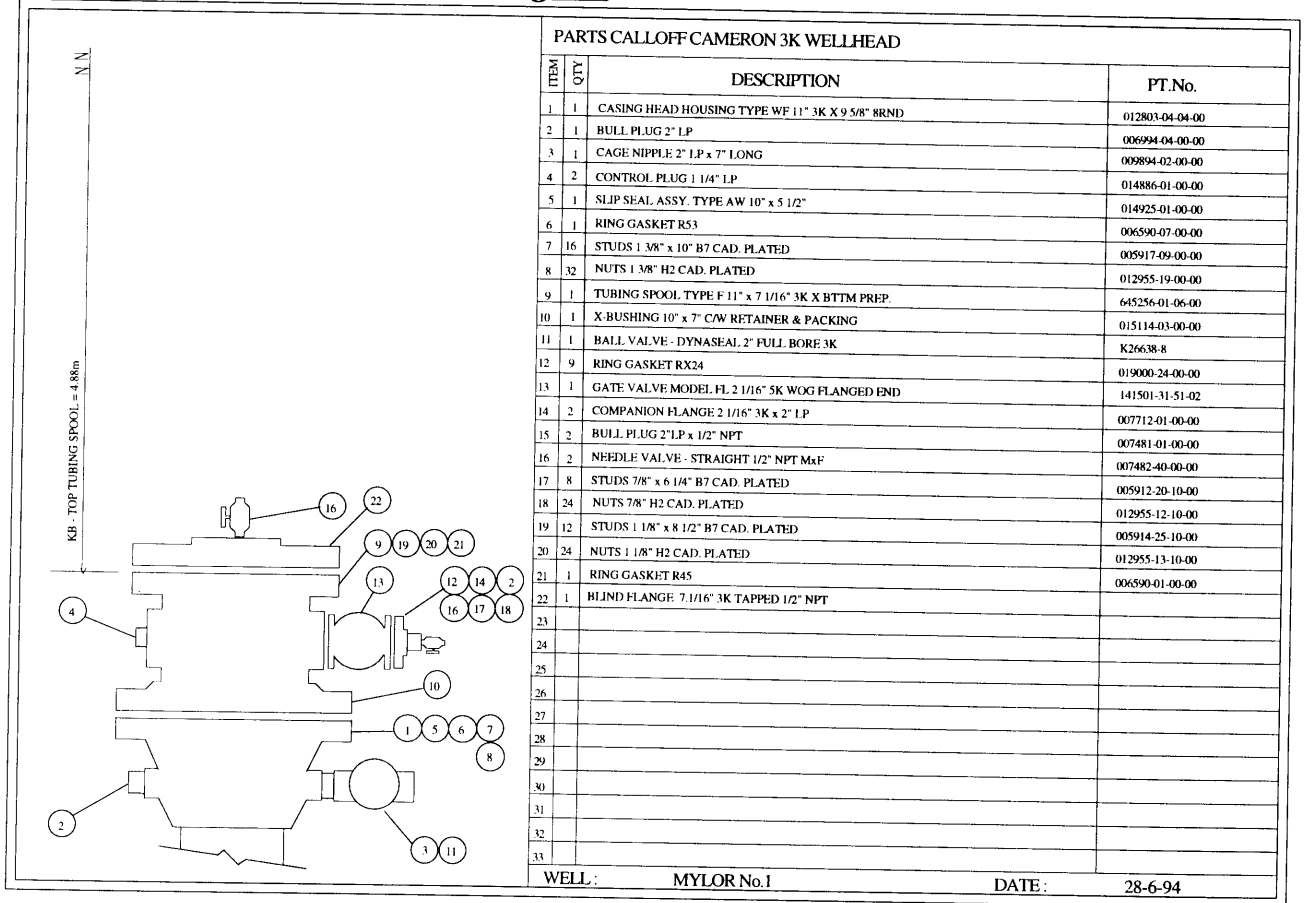 PARTS CALLOFF CAMERON 3K WELLHEAD
ITEM QTY DESCRIPTION PT.No.
1 1 CASING HEAD HOUSING TYPE WF 11" 3K X 9 5/8" 8RND 012803-04-04-00
2 1 BULL PLUG 2" LP 006994-04-00-00
3 1 CAGE NIPPLE 2" LP x 7" LONG 009894-02-00-00
4 2 CONTROL PLUG 1 1/4" LP 014886-01-00-00
5 1 SLIP SEAL ASSY. TYPE AW 10" x 5 1/2" 014925-01-00-00
6 1 RING GASKET R53 006590-07-00-00
7 16 STUDS 1 3/8" x 10" B7 CAD. PLATED 005917-09-00-00
8 32 NUTS 1 3/8" H2 CAD. PLATED 012955-19-00-00
9 1 TUBING SPOOL TYPE F 11" x 7 1/16" 3K X BTTM PREP. 645256-01-06-00
10 1 X-BUSHING 10" x 7" C/W RETAINER & PACKING 015114-03-00-00
11 1 BALL VALVE - DYNASEAL 2" FULL BORE 3K K26638-8
12 9 RING GASKET RX24 019000-24-00-00
13 1 GATE VALVE MODEL FL 2 1/16" 5K WOG FLANGED END 141501-31-51-02
14 2 COMPANION FLANGE 2 1/16" 3K x 2" LP 007712-01-00-00
15 2 BULL PLUG 2"LP x 1/2" NPT 007481-01-00-00
16 2 NEEDLE VALVE - STRAIGHT 1/2" NPT MxF 007482-40-00-00
17 8 STUDS 7/8" x 6 1/4" B7 CAD. PLATED 005912-20-10-00
18 24 NUTS 7/8" H2 CAD. PLATED 012955-12-10-00
19 12 STUDS 1 1/8" x 8 1/2" B7 CAD. PLATED 005914-25-10-00
20 24 NUTS 1 1/8" H2 CAD. PLATED 012955-13-10-00
21 1 RING GASKET R45 006590-01-00-00
22 1 BLIND FLANGE 7.1/16" 3K TAPPED 1/2" NPT
23
24
25
26
27
28
29
30
31
32
33
WELL : MYLOR No.1 DATE : 28-6-94
KB - TOP TUBING SPOOL = 4.88m
16 22
9 19 20 21
13 12 14 2
16 17 18
4
10
1 5 6 7
8
2
3 11